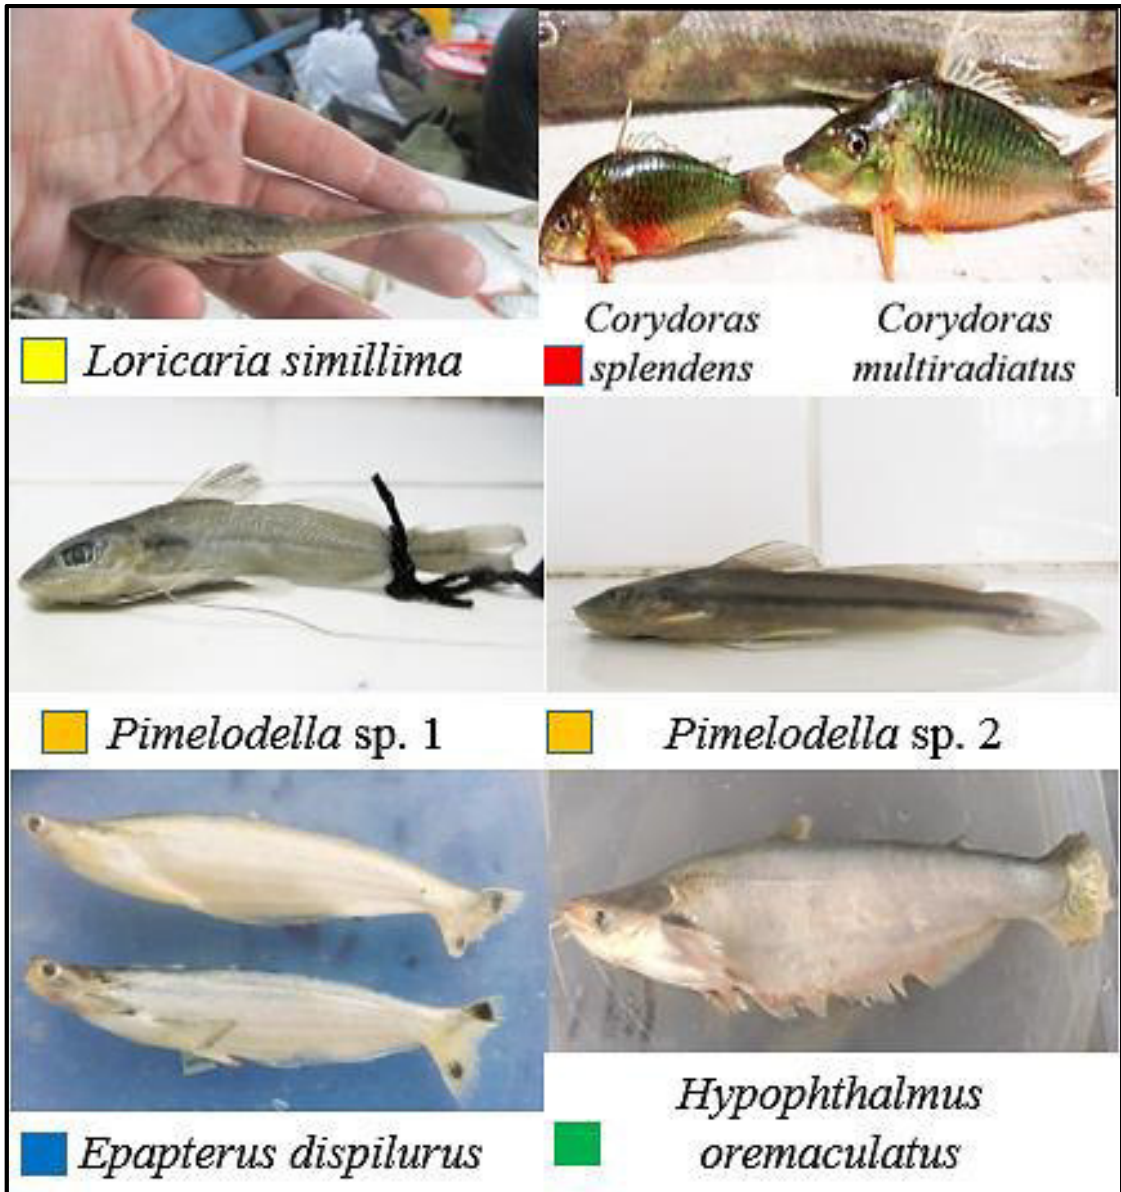 Loricaria simillima
Corydoras
splendens
Corydoras
multiradiatus
Pimelodella sp. 1
Pimelodella sp. 2
Epapterus dispilurus
Hypophthalmus
oremaculatus